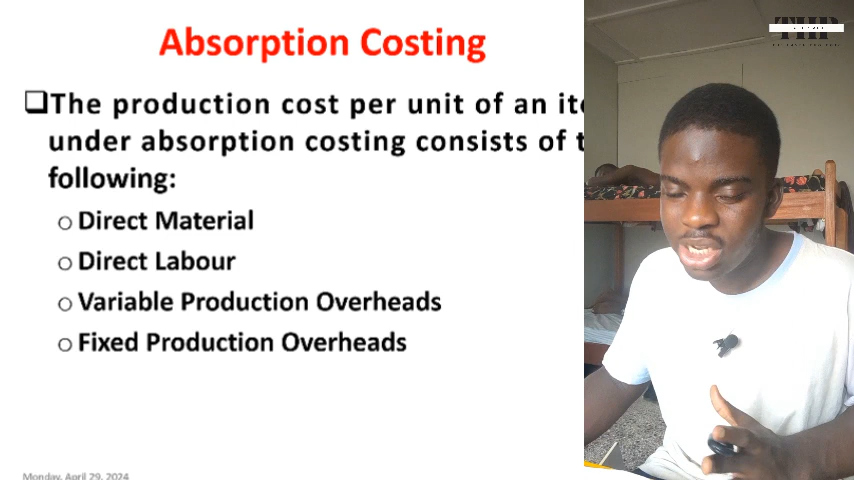 Absorption Costing
The production cost per unit of an
under absorption costing consists of
following:
Direct Material
Direct Labour
Variable Production Overheads
Fixed Production Overheads
Monday, April 29, 2024